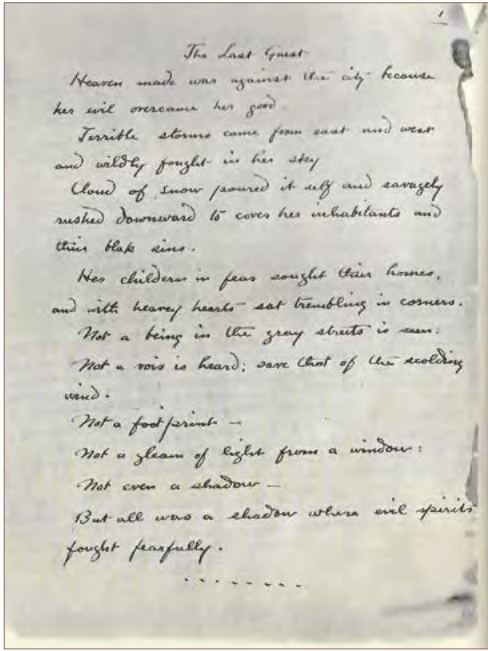 1
The Last Guest
Heaven made war against the city because
her evil overcame her good.
Terrible storms came from east and west
and wildly fought in her sky
Cloud of snow poured it self and savagely
rushed downward to cover her inhabitants and
thier blak sins.
Her childern in fear sought their homes,
and with heavey hearts sat trembling in corners.
Not a being in the gray streets is seen:
Not a vois is heard; save that of the scolding
wind.
Not a foot print —
Not a gleam of light from a window:
Not even a shadow —
But all was a shadow where evil spirits
fought fearfully.
. . . . . . . .